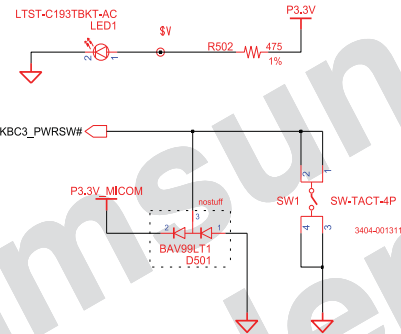 LTST-C193TBKT-AC
LED1
2
1
$V
R502
475
1%
P3.3V
KBC3_PWRSW#
P3.3V_MICOM
nostuff
3
2
1
BAV99LT1
D501
2
1
SW1
SW-TACT-4P
4
3
3404-001311